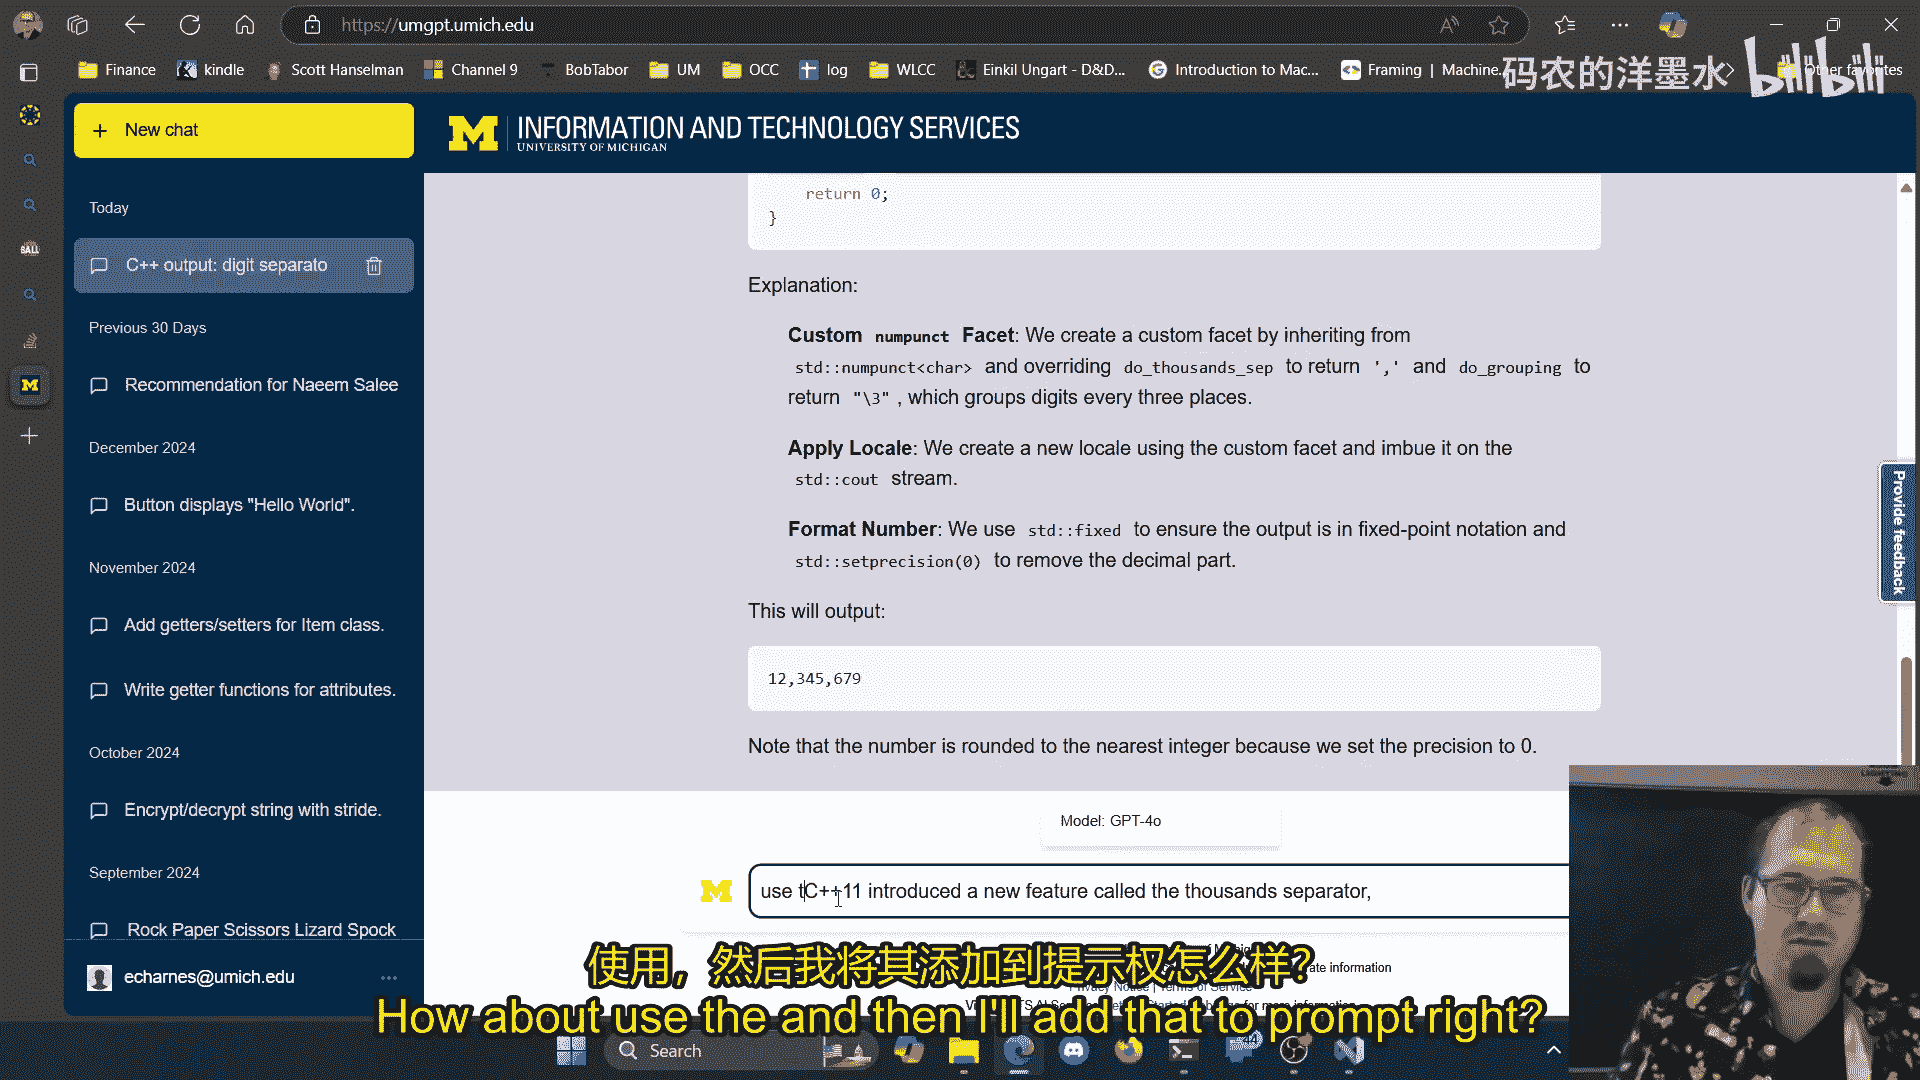 https://umgpt.umich.edu
Finance
kindle
Scott Hanselman
Channel 9
BobTabor
UM
OCC
log
WLCC
Einkil Ungart - D&D...
Introduction to Mac...
Framing | Machine...
Other favorites
码农的洋墨水
bilibili
New chat
M INFORMATION AND TECHNOLOGY SERVICES
UNIVERSITY OF MICHIGAN
Today
C++ output: digit separato
Previous 30 Days
Recommendation for Naeem Salee
December 2024
Button displays "Hello World".
November 2024
Add getters/setters for Item class.
Write getter functions for attributes.
October 2024
Encrypt/decrypt string with stride.
September 2024
Rock Paper Scissors Lizard Spock
echarnes@umich.edu
return 0;
}
Explanation:
Custom numpunct Facet: We create a custom facet by inheriting from
std::numpunct<char> and overriding do_thousands_sep to return ',' and do_grouping to
return "\3" , which groups digits every three places.
Apply Locale: We create a new locale using the custom facet and imbue it on the
std::cout stream.
Format Number: We use std::fixed to ensure the output is in fixed-point notation and
std::setprecision(0) to remove the decimal part.
This will output:
12,345,679
Note that the number is rounded to the nearest integer because we set the precision to 0.
Provide feedback
Model: GPT-4o
use tC++11 introduced a new feature called the thousands separator,
使用，然后我将其添加到提示权怎么样？
How about use the and then I'll add that to prompt right?
Search